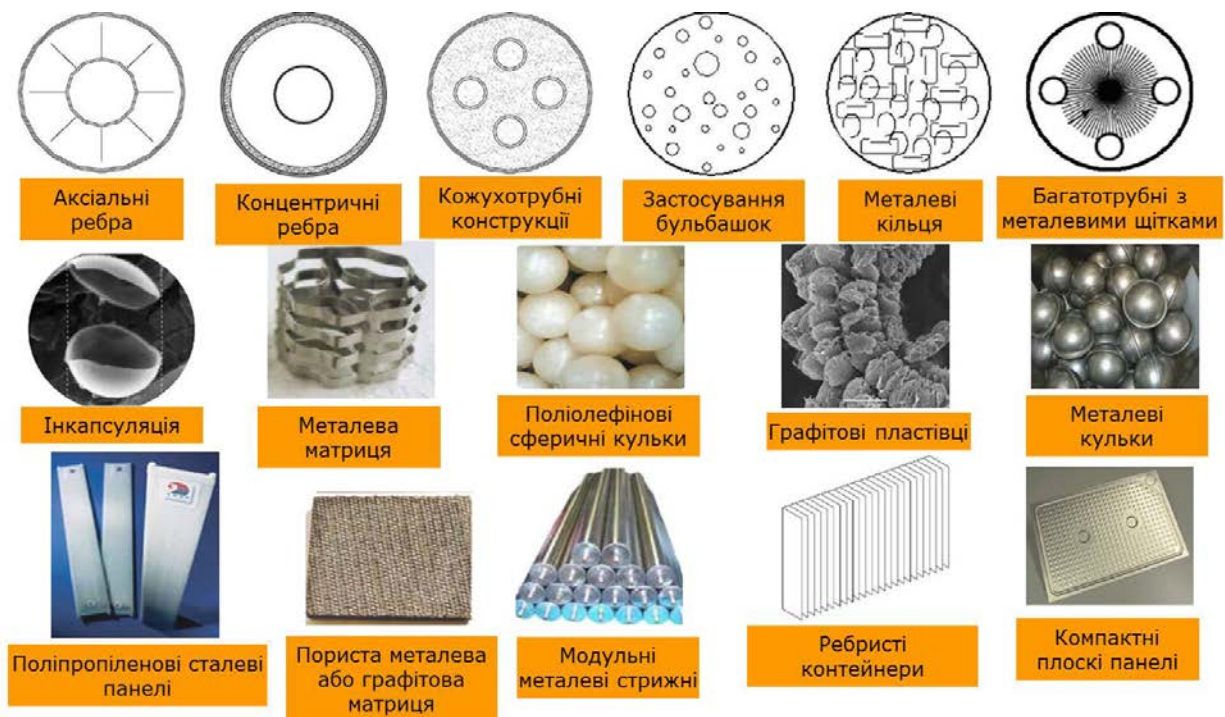 Аксіальні
ребра
Концентричні
ребра
Кожухотрубні
конструкції
Застосування
бульбашок
Металеві
кільця
Багатотрубні з
металевими щітками
Інкапсуляція
Металева
матриця
Поліолефінові
сферичні кульки
Графітові пластівці
Металеві
кульки
Поліпропіленові сталеві
панелі
Пориста металева
або графітова
матриця
Модульні
металеві стрижні
Ребристі
контейнери
Компактні
плоскі панелі